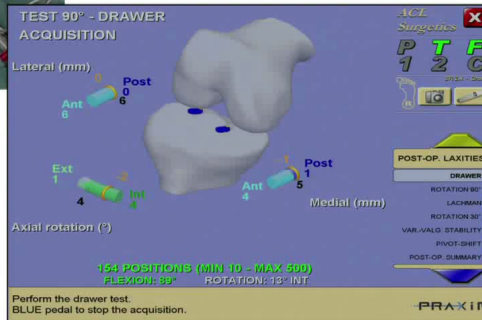 TEST 90° - DRAWER
ACQUISITION
ACL
Surgetics
P T F
1 2 C
Lateral (mm)
0
Post
0
6
Ant
6
Ext
1
-2
Int
4
4
-1
Post
1
5
Ant
4
Medial (mm)
Axial rotation (°)
POST-OP. LAXITIES
DRAWER
ROTATION 90°
LACHMAN
ROTATION 30°
VAR.-VALG. STABILITY
PIVOT-SHIFT
POST-OP. SUMMARY
154 POSITIONS (MIN 10 - MAX 500)
FLEXION: 89° ROTATION: 13° INT
Perform the drawer test.
BLUE pedal to stop the acquisition.
PRAXIM